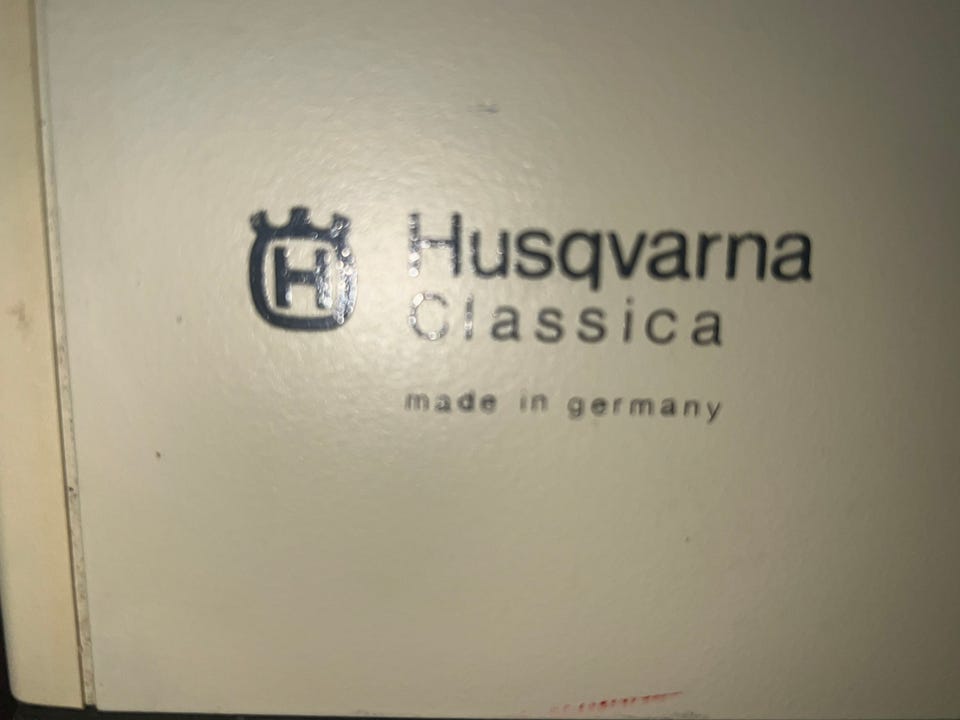 H
Husqvarna
Classica
made in germany